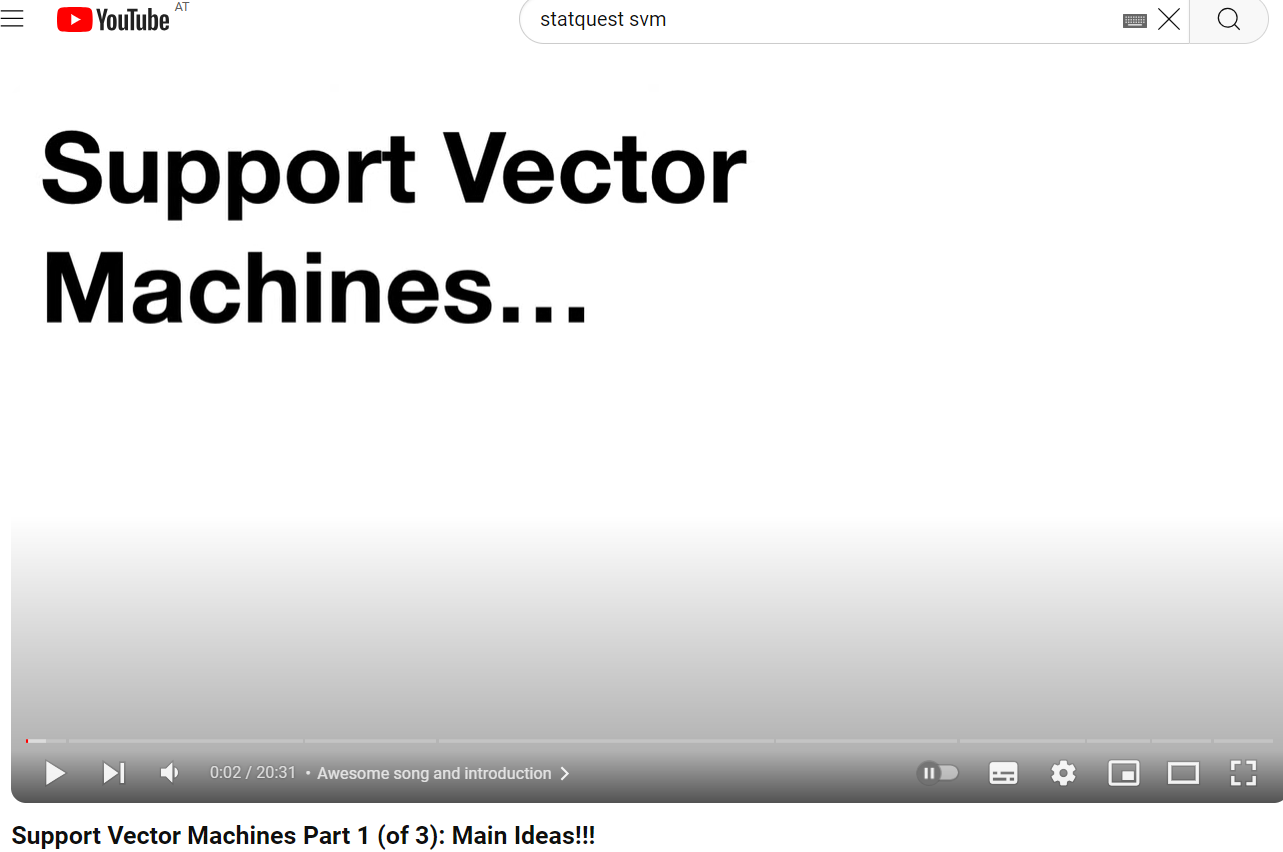 YouTube AT
statquest svm
Support Vector
Machines...
0:02 / 20:31 • Awesome song and introduction
Support Vector Machines Part 1 (of 3): Main Ideas!!!